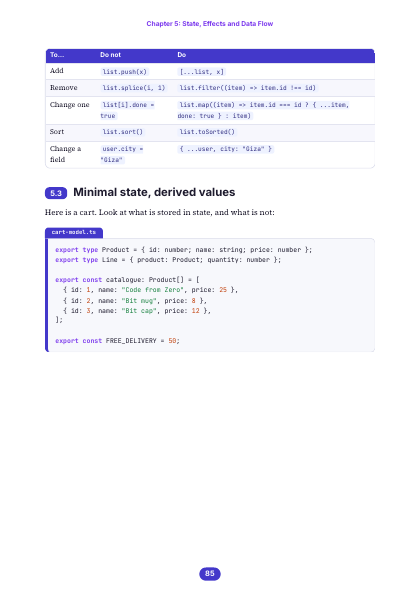 Chapter 5: State, Effects and Data Flow
To… Do not Do
Add list.push(x) [...list, x]
Remove list.splice(i, 1) list.filter((item) => item.id !== id)
Change one list[i].done = list.map((item) => item.id === id ? { ...item,
true done: true } : item)
Sort list.sort() list.toSorted()
Change a user.city = { ...user, city: "Giza" }
field "Giza"
5.3 Minimal state, derived values
Here is a cart. Look at what is stored in state, and what is not:
cart-model.ts
export type Product = { id: number; name: string; price: number };
export type Line = { product: Product; quantity: number };
export const catalogue: Product[] = [
{ id: 1, name: "Code from Zero", price: 25 },
{ id: 2, name: "Bit mug", price: 8 },
{ id: 3, name: "Bit cap", price: 12 },
];
export const FREE_DELIVERY = 50;
85